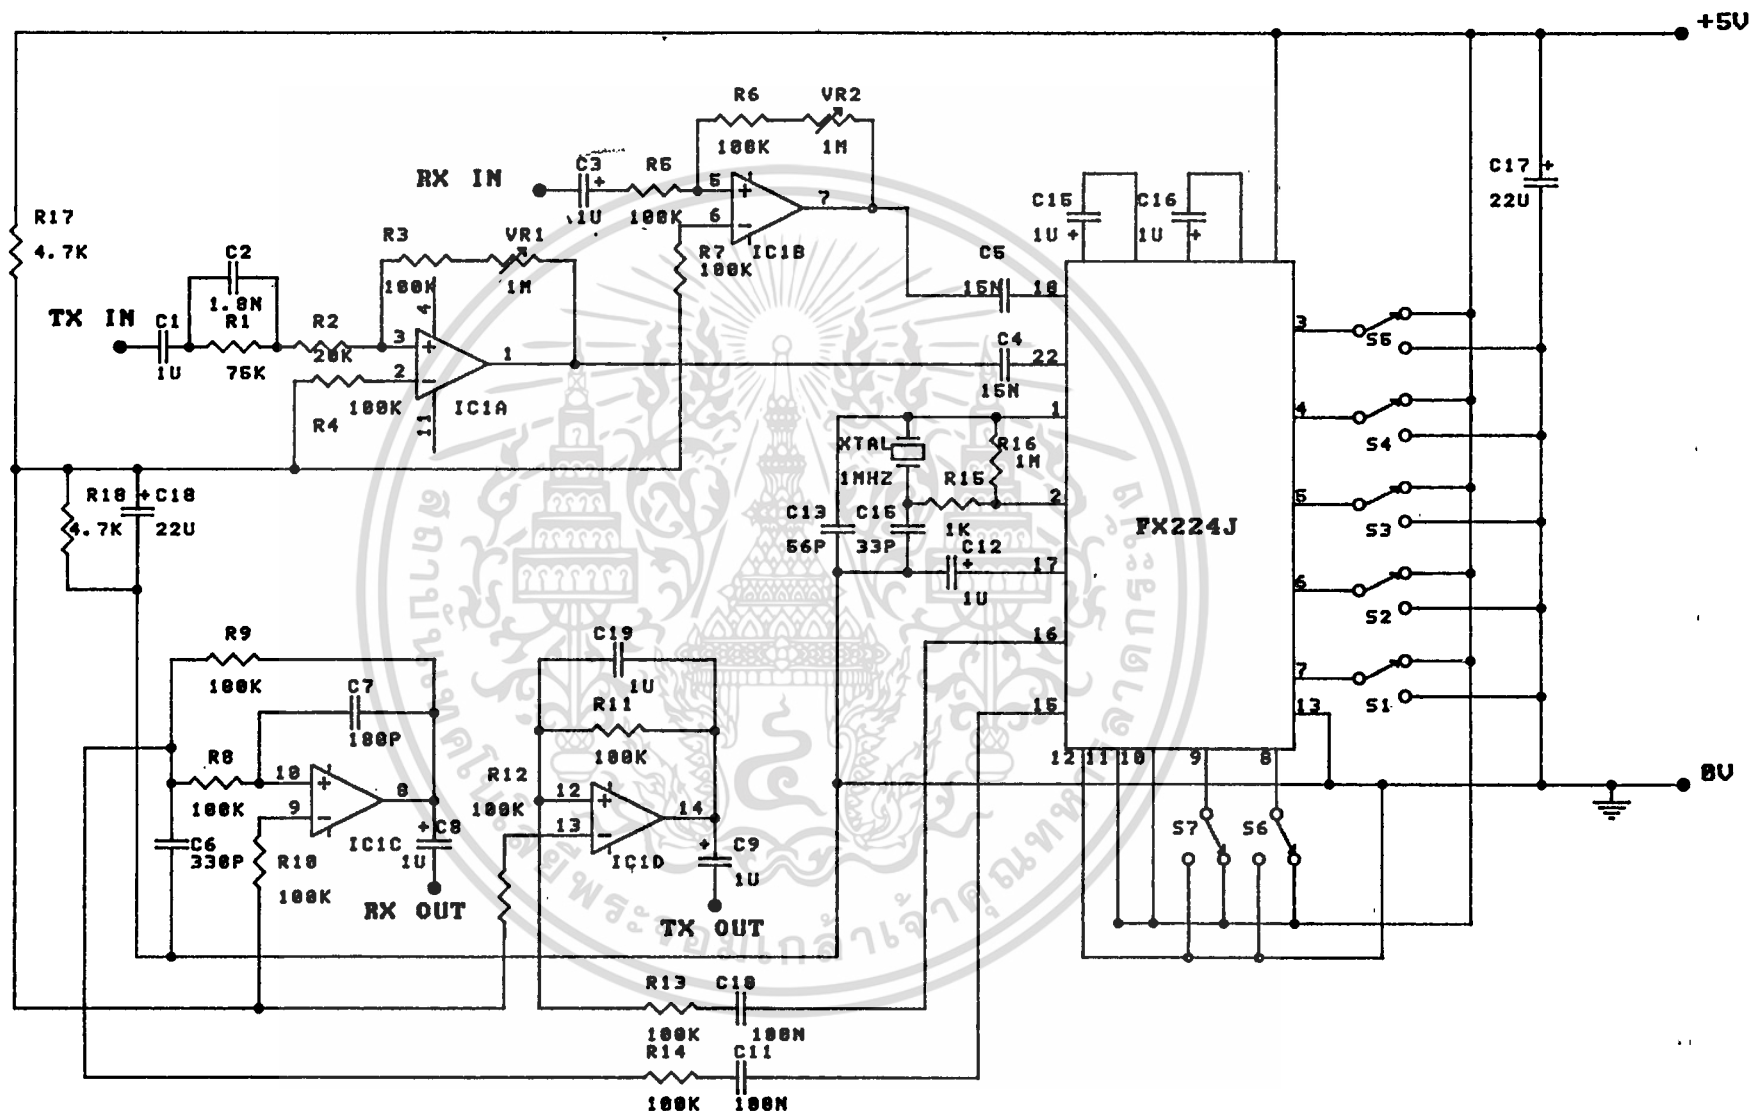 +5V
R6 VR2
100K 1M
RX IN
C3 +
1U
R5
100K
5
6
7
IC1B
R7
100K
C15
1U +
C16
1U +
C17 +
22U
R17
4.7K
C2
1.8N
R1
75K
TX IN
C1
1U
R2
20K
R3
100K
VR1
1M
4
3
2
1
11
R4
100K
IC1A
C5
15N
18
C4
15N
22
1
XTAL
1MHZ
R16
1M
R15
1K
2
C13
56P
C15
33P
C12
+
1U
17
16
15
FX224J
3
S5
4
S4
5
S3
6
S2
7
S1
13
12 11 10 9 8
S7 S6
0V
R18
4.7K
+ C18
22U
R9
100K
C7
100P
R8
100K
10
9
8
IC1C
C6
330P
R10
100K
+ C8
1U
RX OUT
C19
1U
R11
100K
R12
100K
12
13
14
IC1D
+ C9
1U
TX OUT
R13 C10
100K 100N
R14 C11
100K 100N